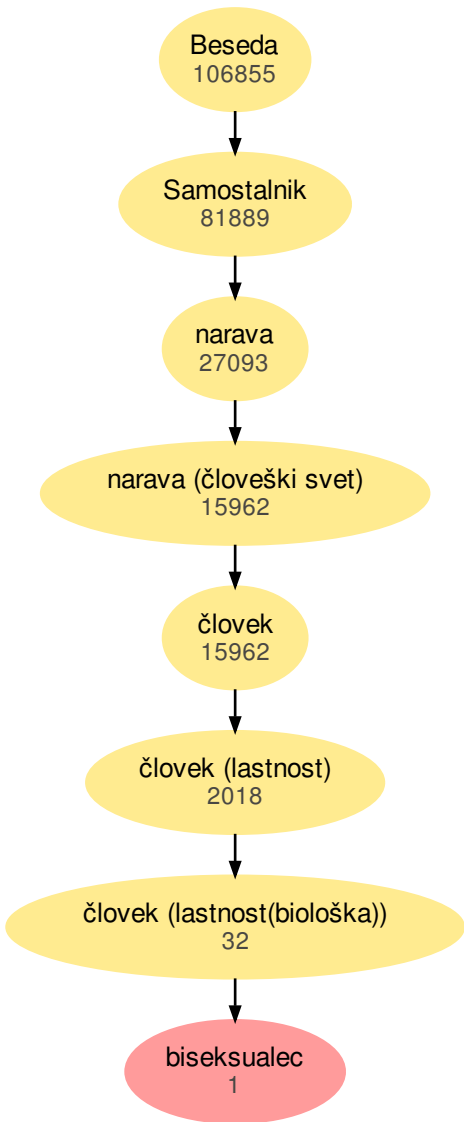 Beseda
106855
Samostalnik
81889
narava
27093
narava (človeški svet)
15962
človek
15962
človek (lastnost)
2018
človek (lastnost(biološka))
32
biseksualec
1